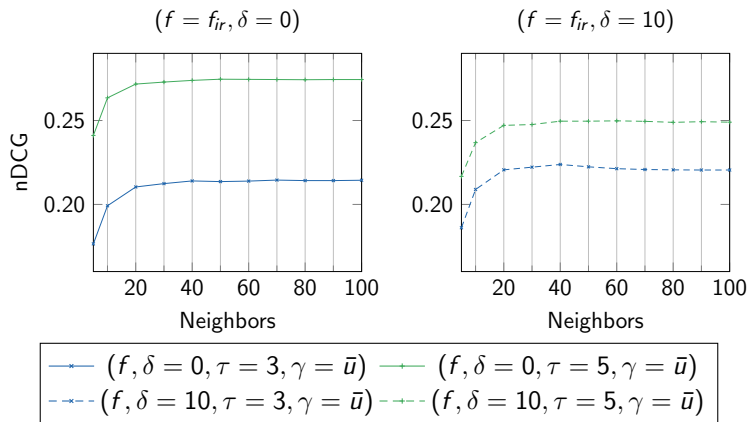 (f = f_ir, δ = 0)
(f = f_ir, δ = 10)
0.25
0.20
nDCG
20 40 60 80 100
Neighbors
0.25
0.20
20 40 60 80 100
Neighbors
(f, δ = 0, τ = 3, γ = ū) (f, δ = 0, τ = 5, γ = ū)
(f, δ = 10, τ = 3, γ = ū) (f, δ = 10, τ = 5, γ = ū)